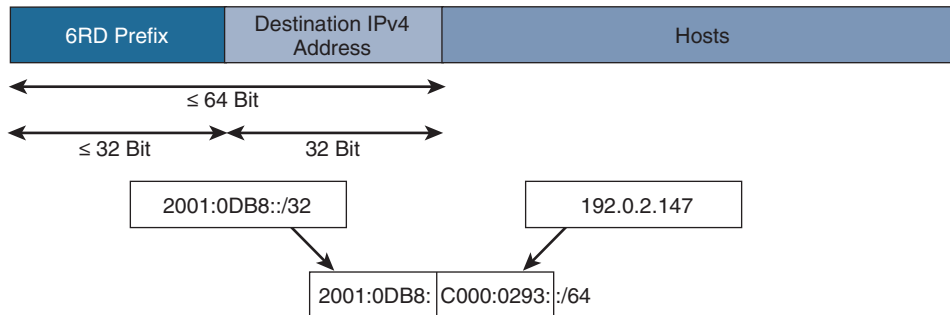 6RD Prefix
Destination IPv4
Address
Hosts
≤ 64 Bit
≤ 32 Bit
32 Bit
2001:0DB8::/32
192.0.2.147
2001:0DB8: C000:0293: :/64